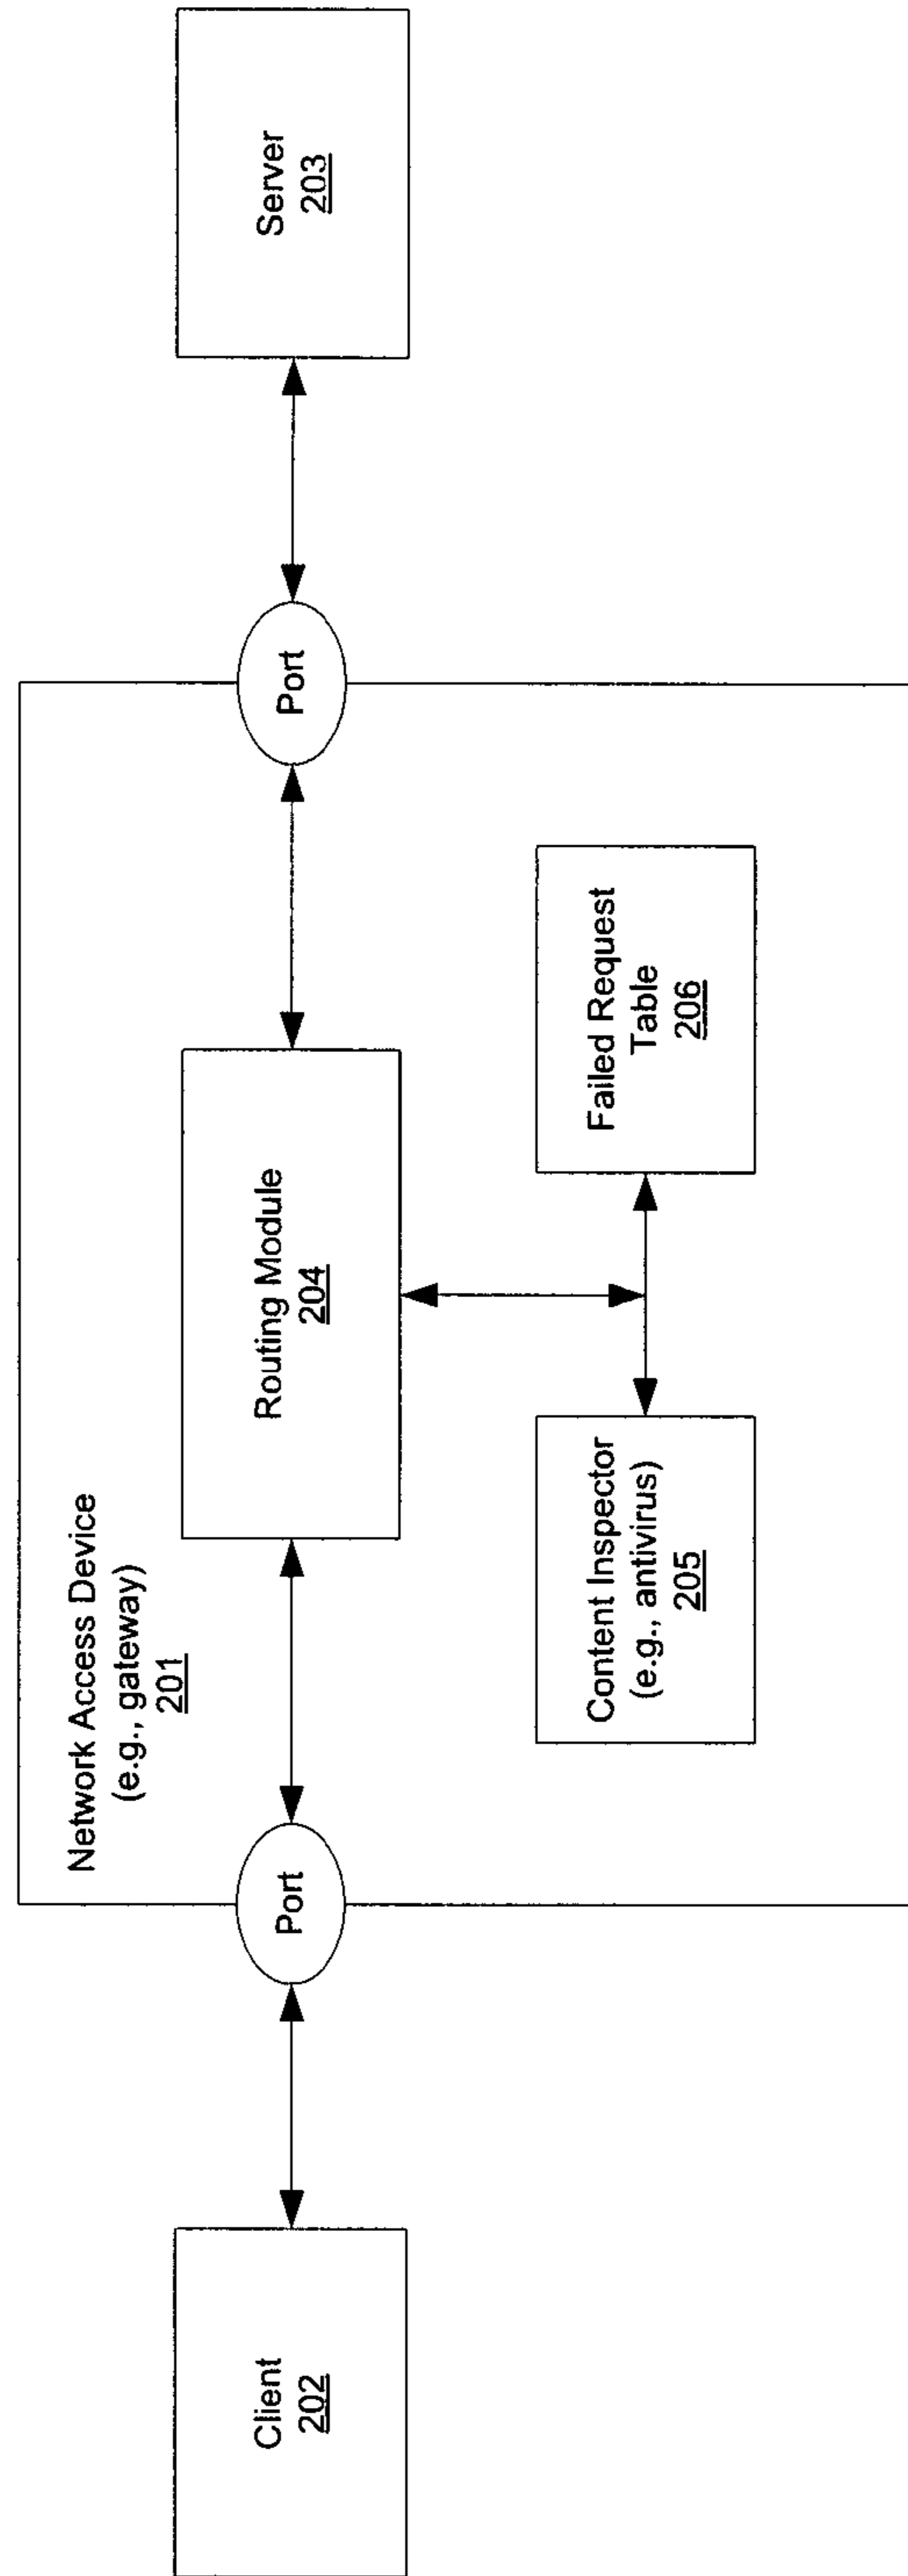 Network Access Device
(e.g., gateway)
201
Client
202
Port
Routing Module
204
Port
Server
203
Content Inspector
(e.g., antivirus)
205
Failed Request
Table
206